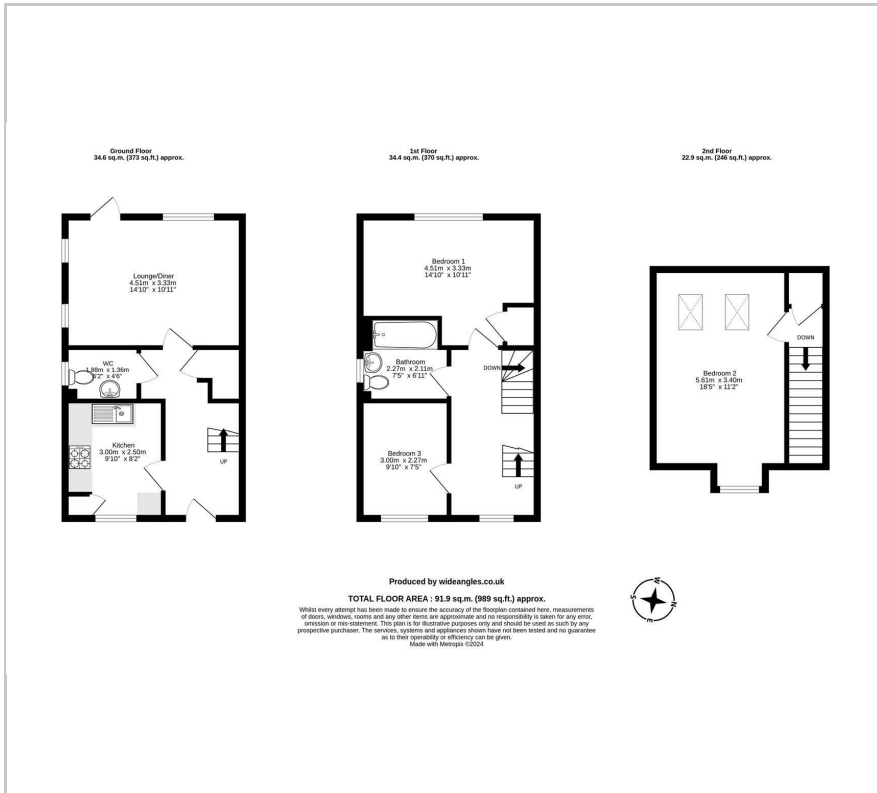 Ground Floor
34.6 sq.m. (373 sq.ft.) approx.
1st Floor
34.4 sq.m. (370 sq.ft.) approx.
2nd Floor
22.9 sq.m. (246 sq.ft.) approx.
Lounge/Diner
4.51m x 3.33m
14'10" x 10'11"
WC
1.88m x 1.36m
6'2" x 4'6"
Kitchen
3.00m x 2.50m
9'10" x 8'2"
UP
Bedroom 1
4.51m x 3.33m
14'10" x 10'11"
Bathroom
2.27m x 2.11m
7'5" x 6'11"
DOWN
Bedroom 3
3.00m x 2.27m
9'10" x 7'5"
UP
DOWN
Bedroom 2
5.61m x 3.40m
18'5" x 11'2"
Produced by wideangles.co.uk
TOTAL FLOOR AREA : 91.9 sq.m. (989 sq.ft.) approx.
Whilst every attempt has been made to ensure the accuracy of the floorplan contained here, measurements
of doors, windows, rooms and any other items are approximate and no responsibility is taken for any error,
omission or mis-statement. This plan is for illustrative purposes only and should be used as such by any
prospective purchaser. The services, systems and appliances shown have not been tested and no guarantee
as to their operability or efficiency can be given.
Made with Metropix ©2024
W
S
N
E